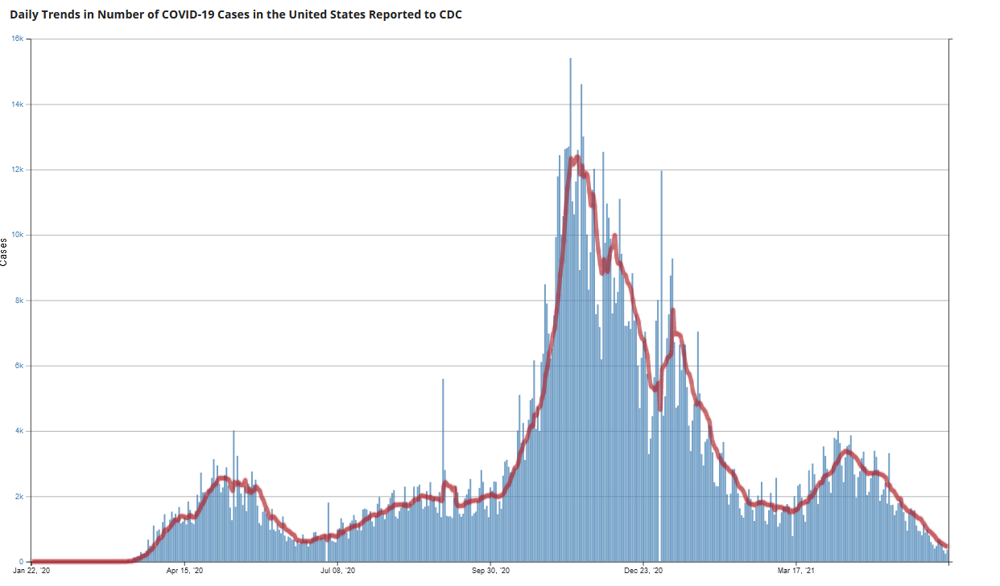 Daily Trends in Number of COVID-19 Cases in the United States Reported to CDC
16k
14k
12k
10k
8k
6k
4k
2k
0
Cases
Jan 22, '20
Apr 15, '20
Jul 08, '20
Sep 30, '20
Dec 23, '20
Mar 17, '21